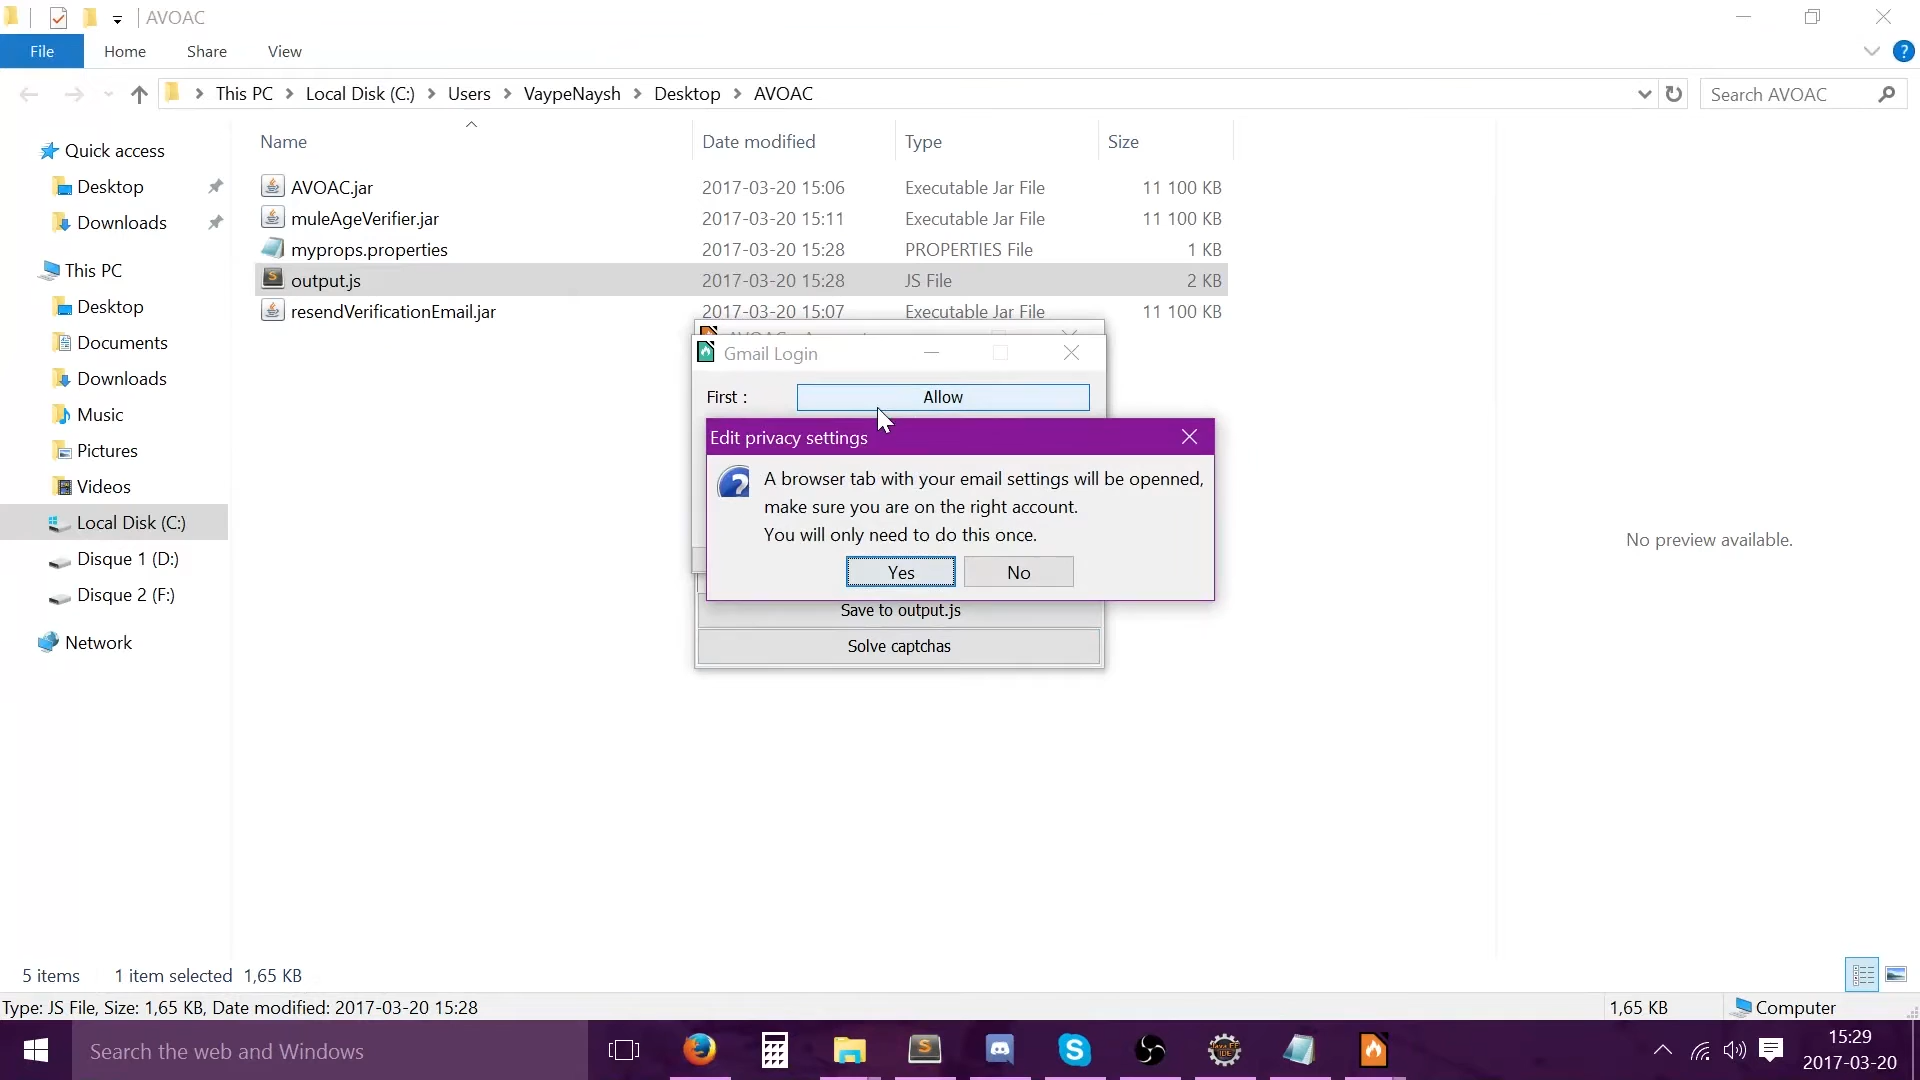 AVOAC
File Home Share View
This PC Local Disk (C:) Users VaypeNaysh Desktop AVOAC
Search AVOAC
Name Date modified Type Size
Quick access
Desktop
Downloads
This PC
Desktop
Documents
Downloads
Music
Pictures
Videos
Local Disk (C:)
Disque 1 (D:)
Disque 2 (F:)
Network
AVOAC.jar 2017-03-20 15:06 Executable Jar File 11 100 KB
muleAgeVerifier.jar 2017-03-20 15:11 Executable Jar File 11 100 KB
myprops.properties 2017-03-20 15:28 PROPERTIES File 1 KB
output.js 2017-03-20 15:28 JS File 2 KB
resendVerificationEmail.jar 2017-03-20 15:07 Executable Jar File 11 100 KB
Gmail Login
First : Allow
Edit privacy settings
A browser tab with your email settings will be openned,
make sure you are on the right account.
You will only need to do this once.
Yes No
Save to output.js
Solve captchas
No preview available.
5 items 1 item selected 1,65 KB
Type: JS File, Size: 1,65 KB, Date modified: 2017-03-20 15:28
1,65 KB Computer
Search the web and Windows
15:29
2017-03-20